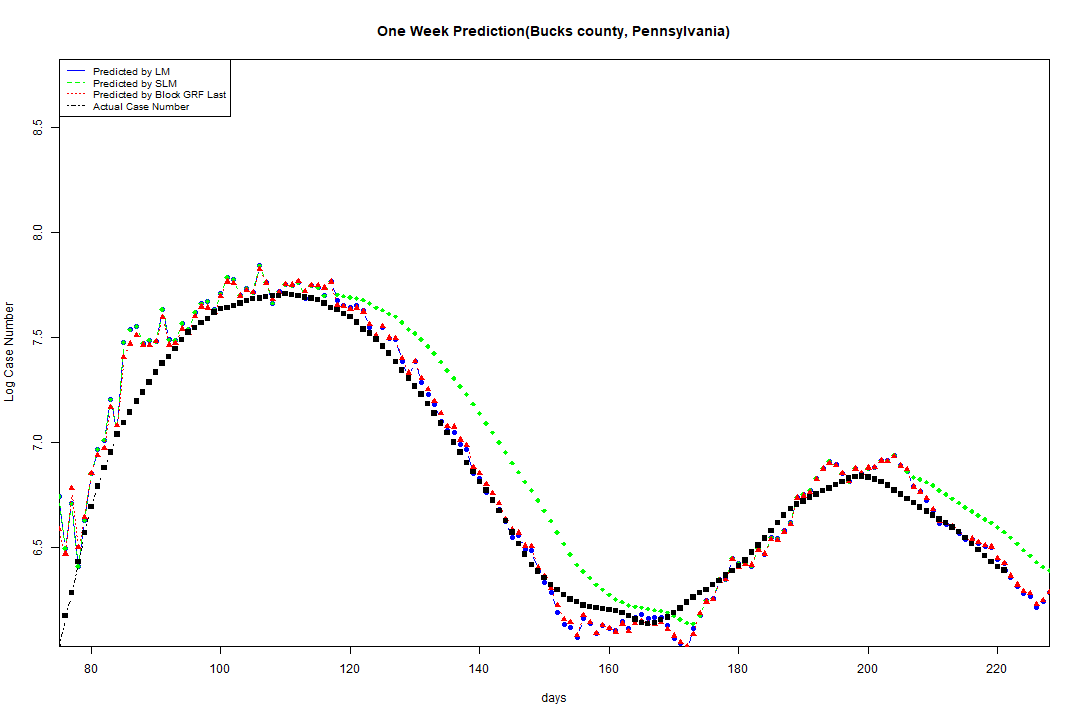 One Week Prediction(Bucks county, Pennsylvania)
Predicted by LM
Predicted by SLM
Predicted by Block GRF Last
Actual Case Number
Log Case Number
8.5
8.0
7.5
7.0
6.5
80 100 120 140 160 180 200 220
days